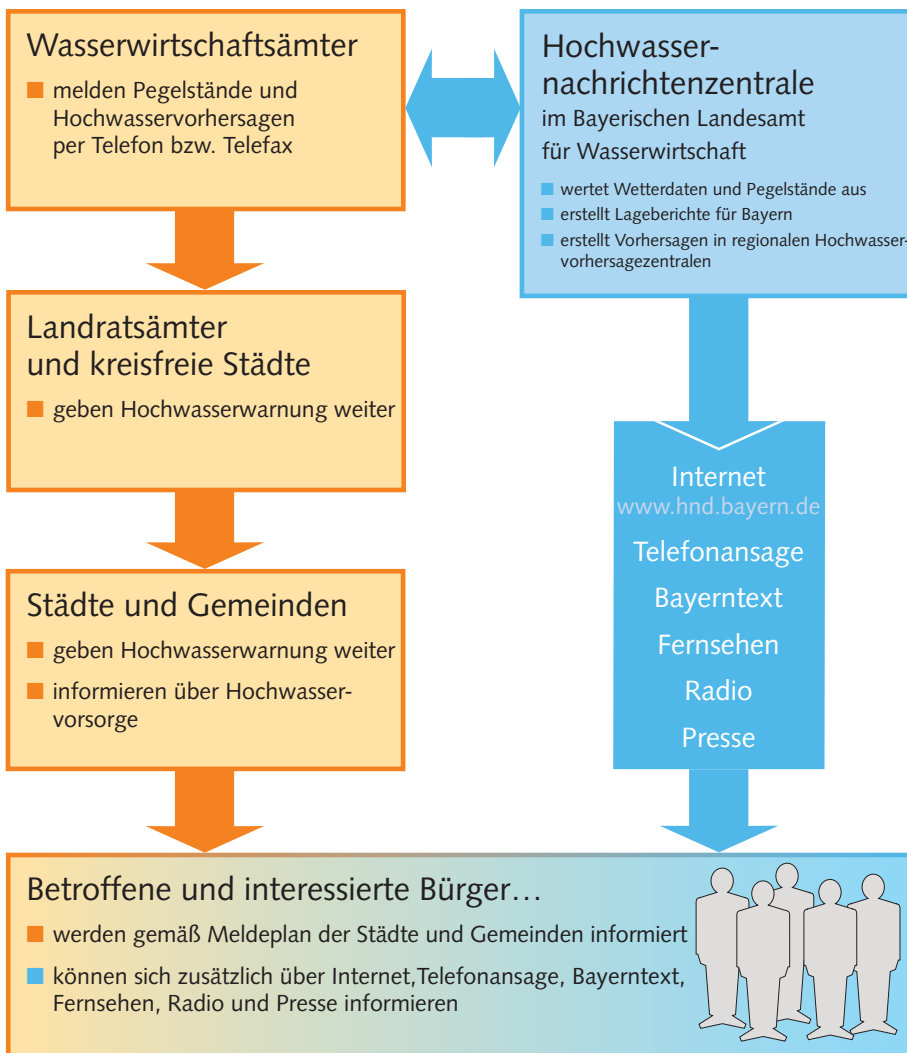 Wasserwirtschaftsämter
melden Pegelstände und
Hochwasservorhersagen
per Telefon bzw. Telefax
Hochwasser-
nachrichtenzentrale
im Bayerischen Landesamt
für Wasserwirtschaft
wertet Wetterdaten und Pegelstände aus
erstellt Lageberichte für Bayern
erstellt Vorhersagen in regionalen Hochwasser-
vorhersagezentralen
Landratsämter
und kreisfreie Städte
geben Hochwasserwarnung weiter
Städte und Gemeinden
geben Hochwasserwarnung weiter
informieren über Hochwasser-
vorsorge
Internet
www.hnd.bayern.de
Telefonansage
Bayerntext
Fernsehen
Radio
Presse
Betroffene und interessierte Bürger...
werden gemäß Meldeplan der Städte und Gemeinden informiert
können sich zusätzlich über Internet,Telefonansage, Bayerntext,
Fernsehen, Radio und Presse informieren